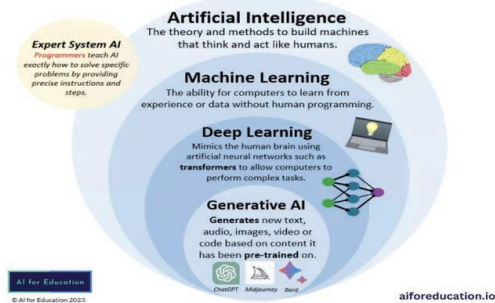 Artificial Intelligence
The theory and methods to build machines
that think and act like humans.
Expert System AI
Programmers teach AI
exactly how to solve specific
problems by providing
precise instructions and
steps.
Machine Learning
The ability for computers to learn from
experience or data without human programming.
Deep Learning
Mimics the human brain using
artificial neural networks such as
transformers to allow computers to
perform complex tasks.
Generative AI
Generates new text,
audio, images, video or
code based on content it
has been pre-trained on.
ChatGPT Midjourney Bard
AI for Education
© AI for Education 2023
aiforeducation.io